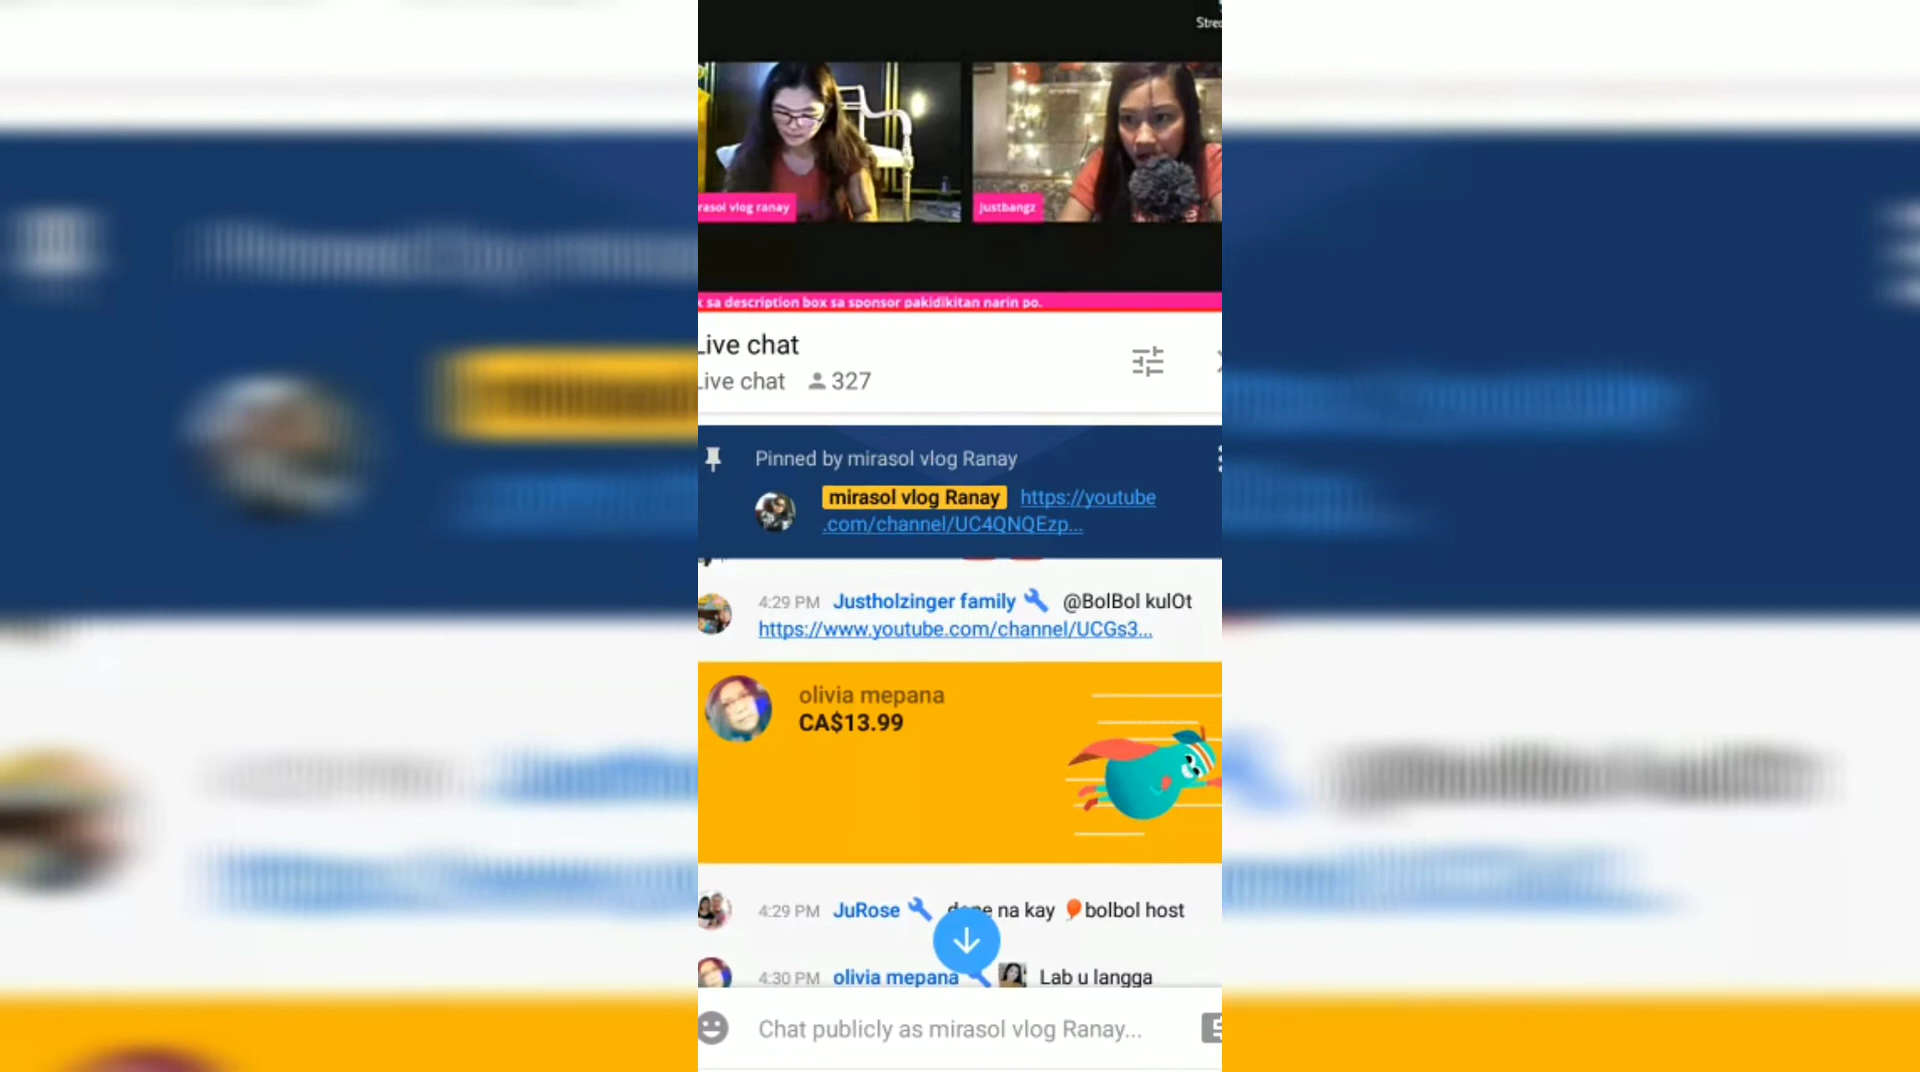 rasol vlog ranay
justbangz
sa description box sa sponsor pakidikitan narin po.
Live chat
Live chat 327
Pinned by mirasol vlog Ranay
mirasol vlog Ranay https://youtube
.com/channel/UC4QNQEzp...
4:29 PM Justholzinger family @BolBol kulOt
https://www.youtube.com/channel/UCGs3...
olivia mepana
CA$13.99
4:29 PM JuRose done na kay bolbol host
4:30 PM olivia mepana Lab u langga
Chat publicly as mirasol vlog Ranay...